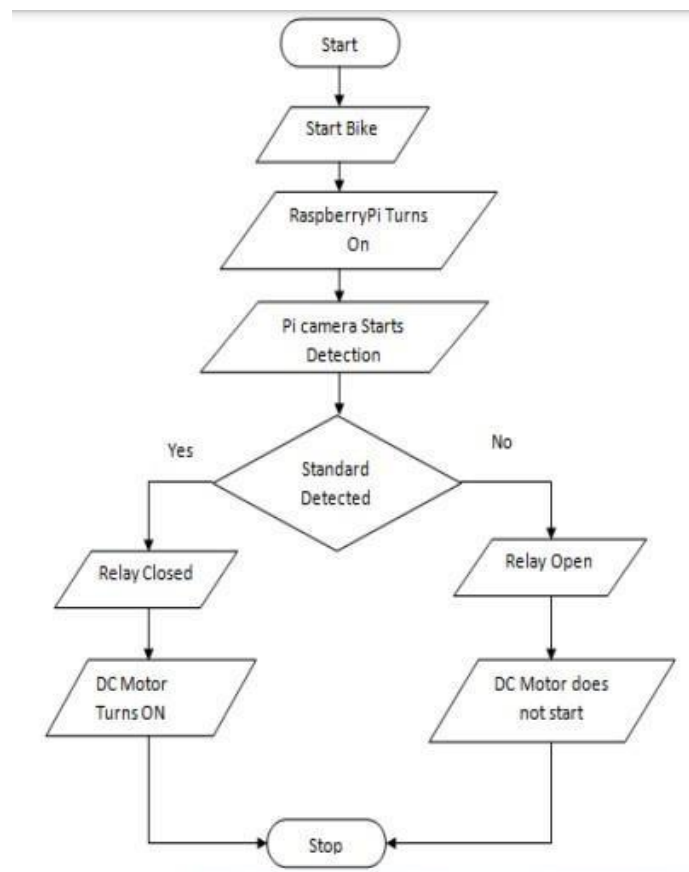 Start
Start Bike
RaspberryPi Turns
On
Pi camera Starts
Detection
Yes
No
Standard
Detected
Relay Closed
Relay Open
DC Motor
Turns ON
DC Motor does
not start
Stop